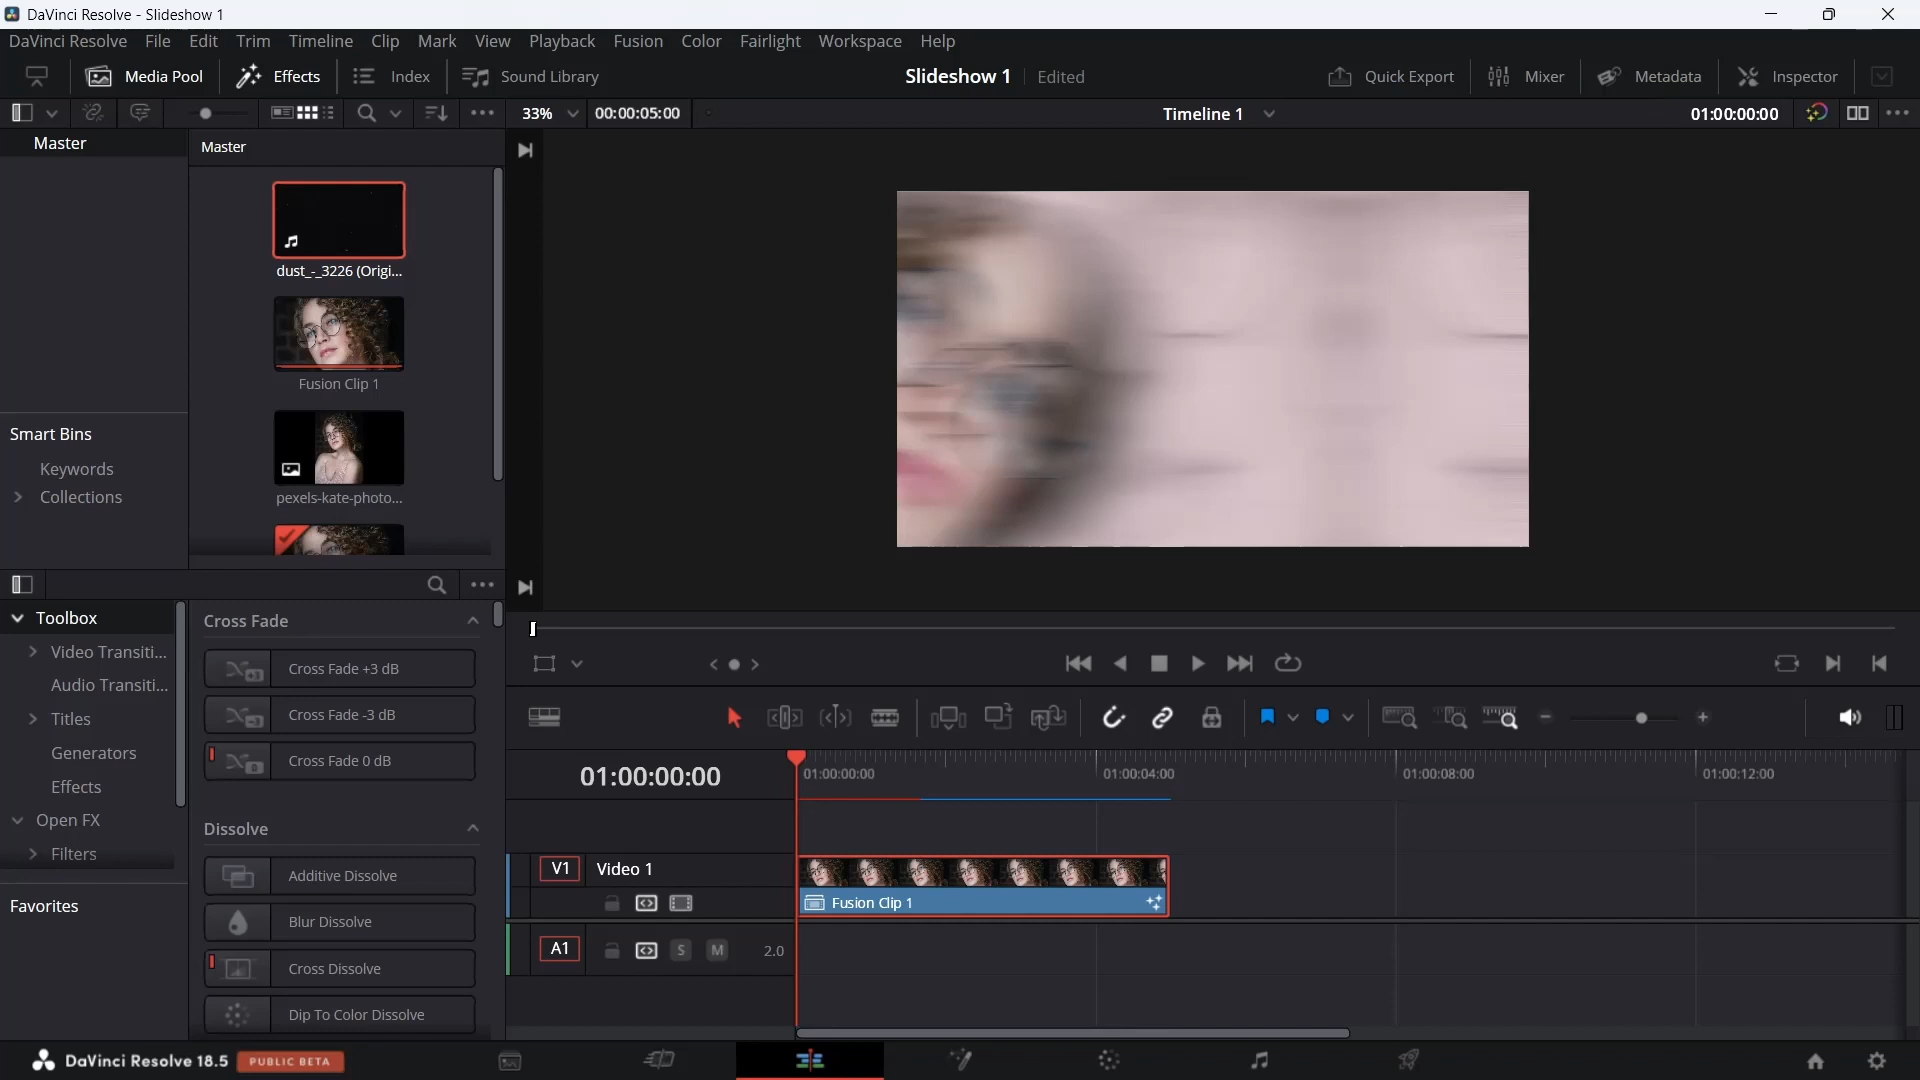 DaVinci Resolve - Slideshow 1
DaVinci Resolve File Edit Trim Timeline Clip Mark View Playback Fusion Color Fairlight Workspace Help
Media Pool Effects Index Sound Library Slideshow 1 Edited Quick Export Mixer Metadata Inspector
33% 00:00:05:00 Timeline 1 01:00:00:00
Master Master
dust_-_3226 (Origi...
Fusion Clip 1
pexels-kate-photo...
Smart Bins
Keywords
Collections
Toolbox
Video Transiti...
Audio Transiti...
Titles
Generators
Effects
Open FX
Filters
Favorites
Cross Fade
Cross Fade +3 dB
Cross Fade -3 dB
Cross Fade 0 dB
Dissolve
Additive Dissolve
Blur Dissolve
Cross Dissolve
Dip To Color Dissolve
01:00:00:00 01:00:00:00 01:00:04:00 01:00:08:00 01:00:12:00
V1 Video 1
Fusion Clip 1
A1 S M 2.0
DaVinci Resolve 18.5 PUBLIC BETA